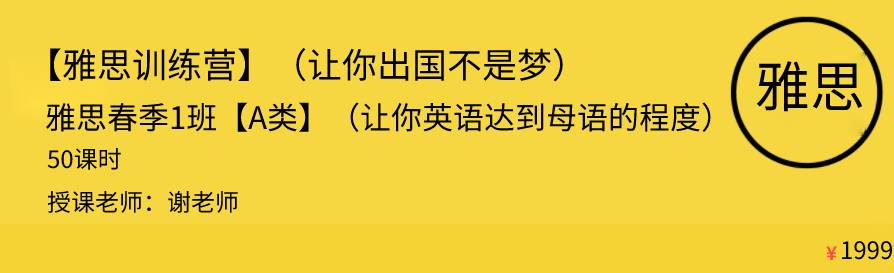 【雅思训练营】（让你出国不是梦）
雅思春季1班【A类】（让你英语达到母语的程度）
50课时
授课老师：谢老师
雅思
¥1999